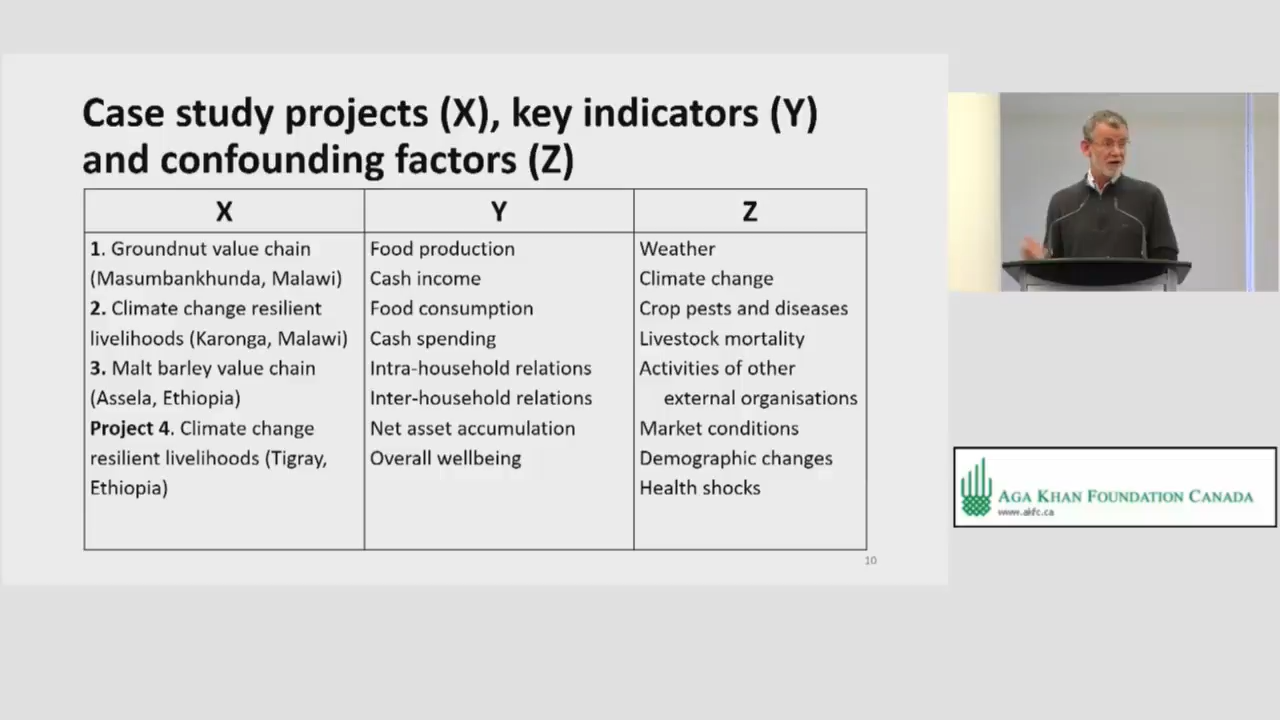 Case study projects (X), key indicators (Y)
and confounding factors (Z)
X
Y
Z
1. Groundnut value chain
(Masumbankhunda, Malawi)
2. Climate change resilient
livelihoods (Karonga, Malawi)
3. Malt barley value chain
(Assela, Ethiopia)
Project 4. Climate change
resilient livelihoods (Tigray,
Ethiopia)
Food production
Cash income
Food consumption
Cash spending
Intra-household relations
Inter-household relations
Net asset accumulation
Overall wellbeing
Weather
Climate change
Crop pests and diseases
Livestock mortality
Activities of other
external organisations
Market conditions
Demographic changes
Health shocks
10
AGA KHAN FOUNDATION CANADA
www.akfc.ca